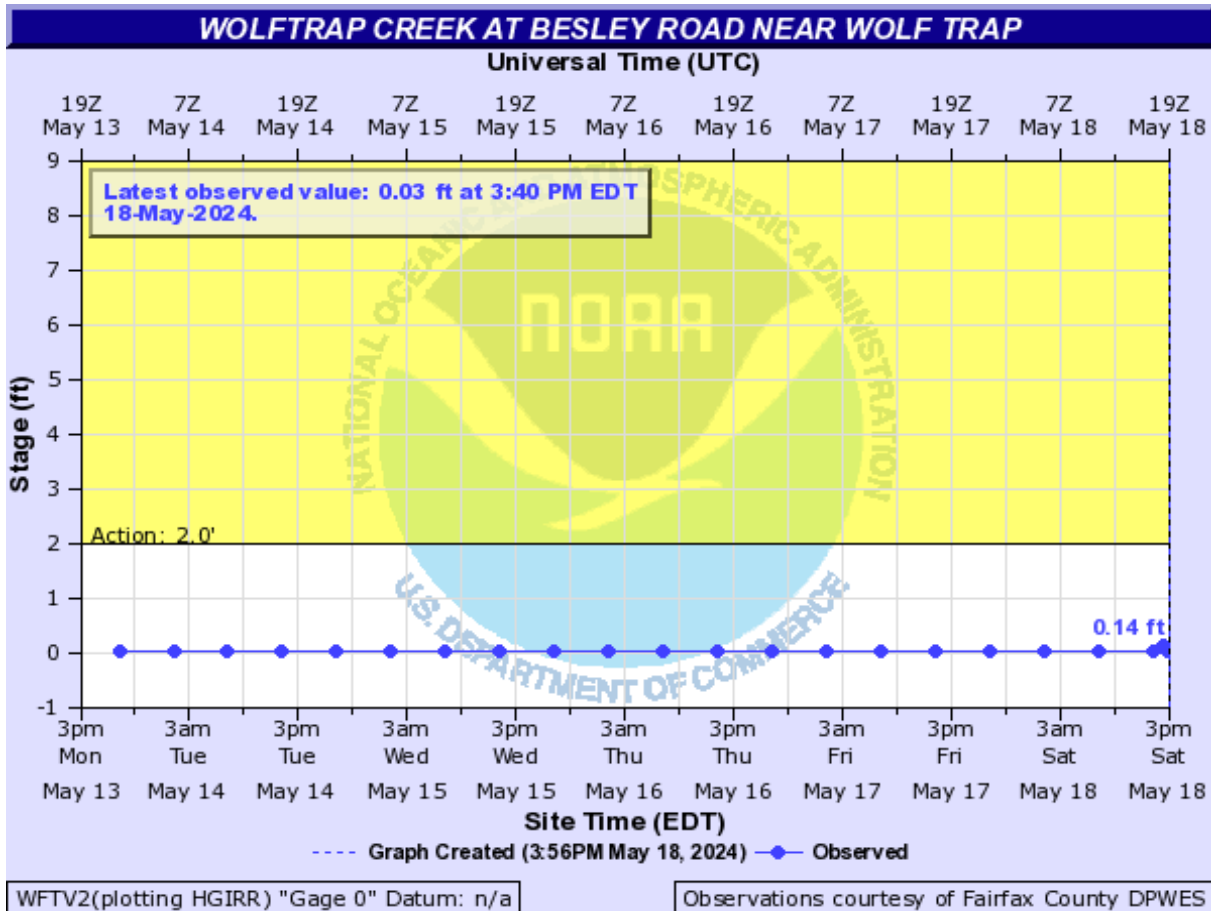 WOLFTRAP CREEK AT BESLEY ROAD NEAR WOLF TRAP
Universal Time (UTC)
19Z 7Z 19Z 7Z 19Z 7Z 19Z 7Z 19Z 7Z 19Z
May 13 May 14 May 14 May 15 May 15 May 16 May 16 May 17 May 17 May 18 May 18
Latest observed value: 0.03 ft at 3:40 PM EDT
18-May-2024.
NATIONAL OCEANIC AND ATMOSPHERIC ADMINISTRATION
NOAA
U.S. DEPARTMENT OF COMMERCE
Stage (ft)
9
8
7
6
5
4
3
2
1
0
-1
Action: 2.0'
0.14 ft
3pm 3am 3pm 3am 3pm 3am 3pm 3am 3pm 3am 3pm
Mon Tue Tue Wed Wed Thu Thu Fri Fri Sat Sat
May 13 May 14 May 14 May 15 May 15 May 16 May 16 May 17 May 17 May 18 May 18
Site Time (EDT)
---- Graph Created (3:56PM May 18, 2024) Observed
WFTV2(plotting HGIRR) "Gage 0" Datum: n/a
Observations courtesy of Fairfax County DPWES